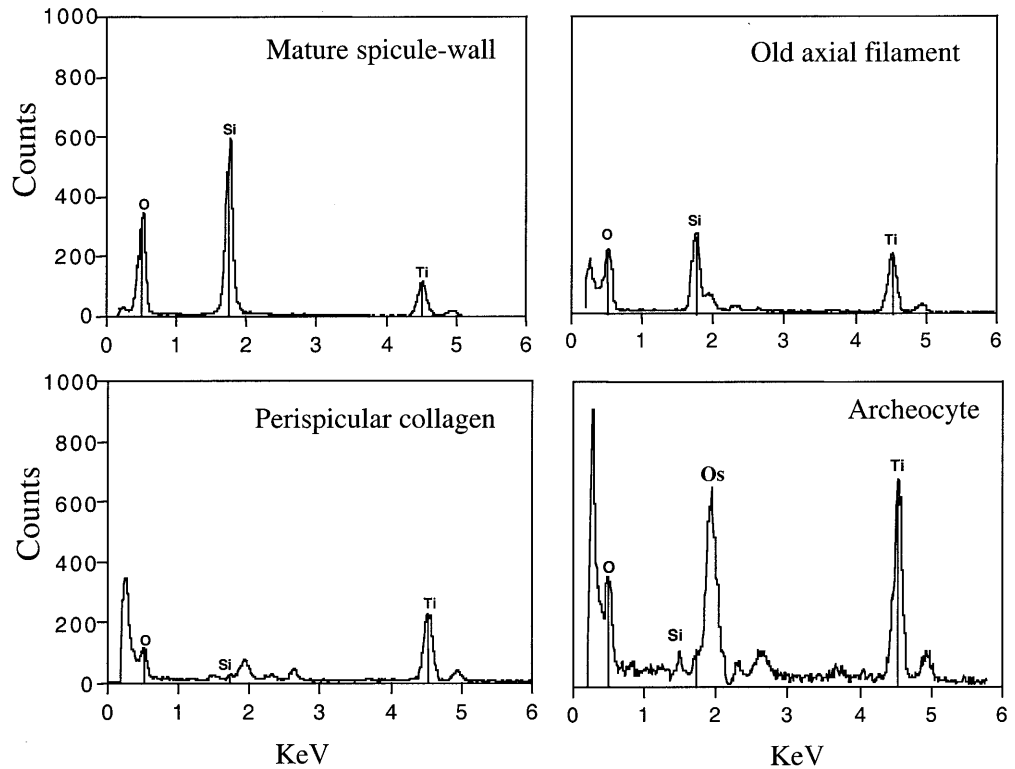 Mature spicule-wall
Counts
1000
800
600
400
200
0
O
Si
Ti
0 1 2 3 4 5 6
Old axial filament
O
Si
Ti
0 1 2 3 4 5 6
Perispicular collagen
Counts
1000
800
600
400
200
0
O
Si
Ti
0 1 2 3 4 5 6
KeV
Archeocyte
O
Si
Os
Ti
0 1 2 3 4 5 6
KeV